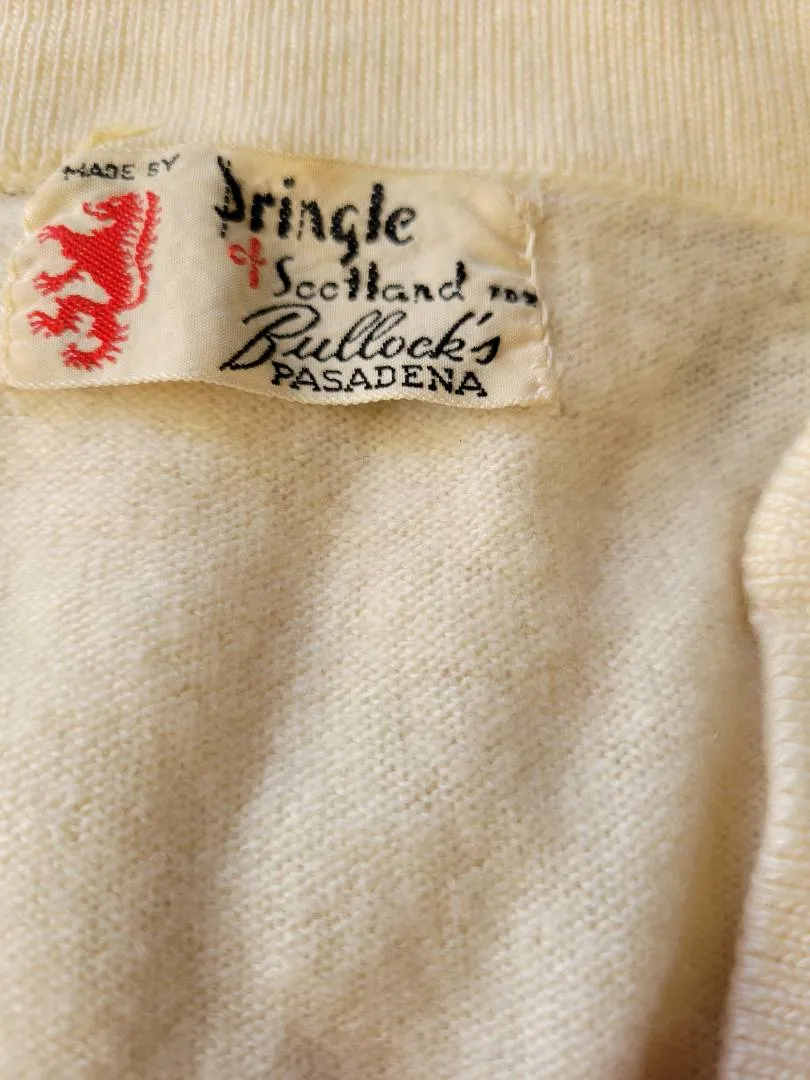 MADE BY
Pringle
of
Scotland FOR
Bullock's
PASADENA